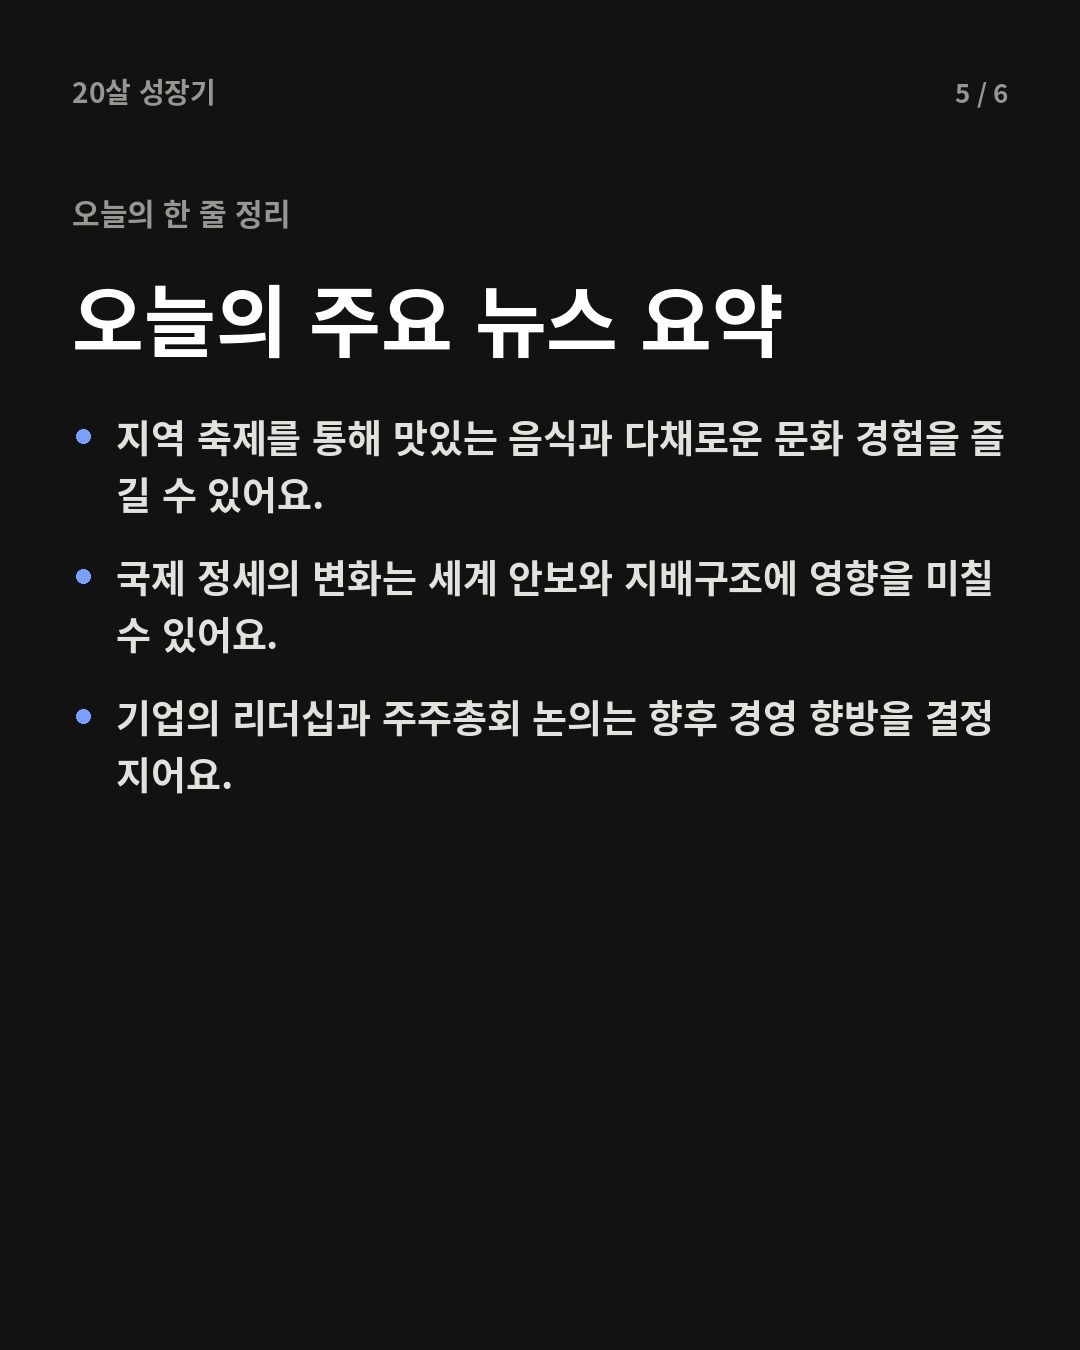 20살 성장기
5 / 6
오늘의 한 줄 정리
오늘의 주요 뉴스 요약
지역 축제를 통해 맛있는 음식과 다채로운 문화 경험을 즐
길 수 있어요.
국제 정세의 변화는 세계 안보와 지배구조에 영향을 미칠
수 있어요.
기업의 리더십과 주주총회 논의는 향후 경영 향방을 결정
지어요.